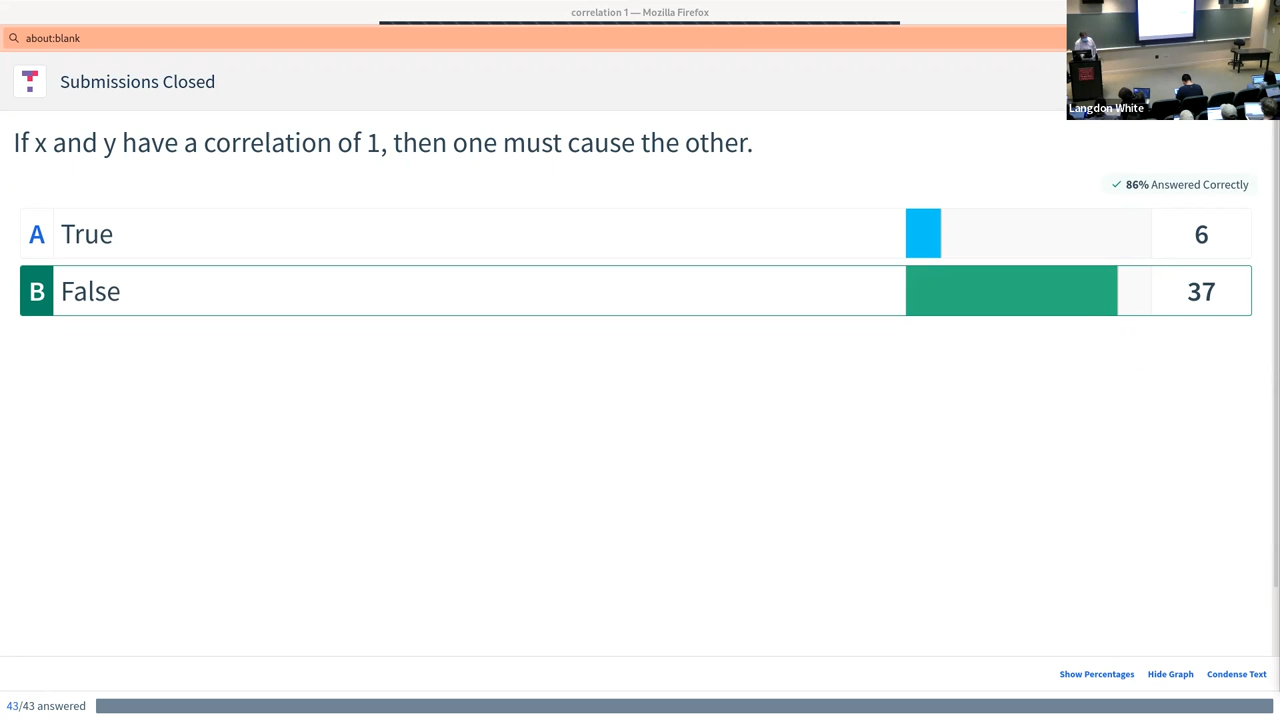 correlation 1 — Mozilla Firefox
about:blank
Submissions Closed
Langdon White
If x and y have a correlation of 1, then one must cause the other.
✓ 86% Answered Correctly
A True 6
B False 37
Show Percentages Hide Graph Condense Text
43/43 answered